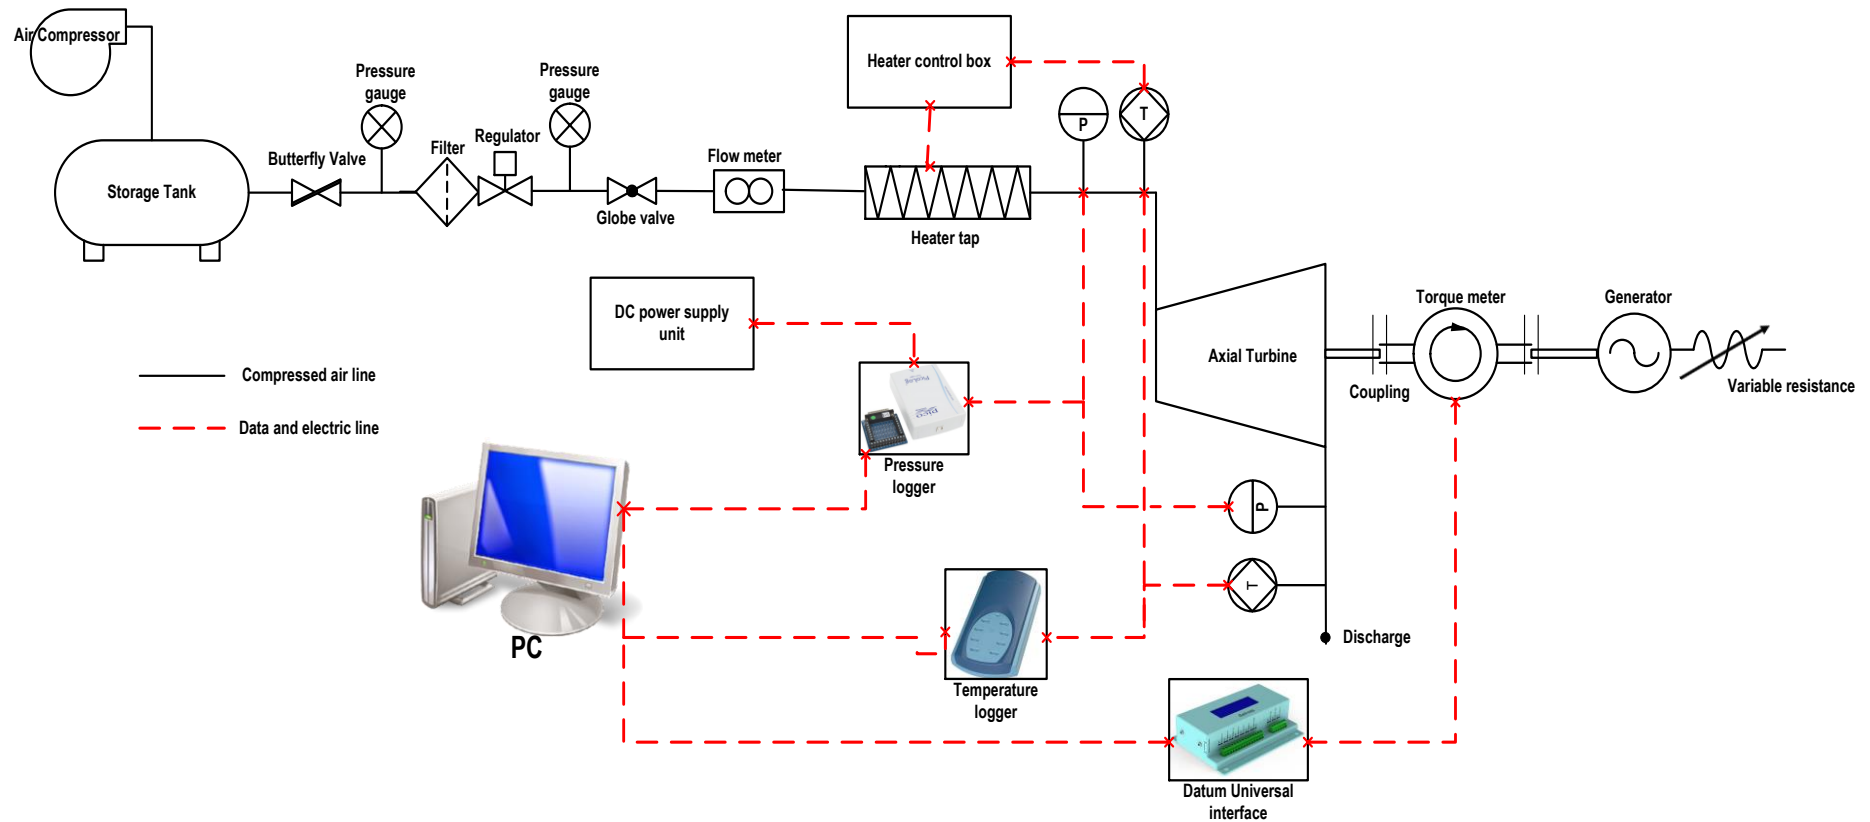 Air Compressor
Pressure
gauge
Pressure
gauge
Heater control box
P
T
Storage Tank
Butterfly Valve
Filter
Regulator
Globe valve
Flow meter
Heater tap
DC power supply
unit
Axial Turbine
Torque meter
Generator
Coupling
Variable resistance
Compressed air line
Data and electric line
Pressure
logger
P
T
PC
Discharge
Temperature
logger
Datum Universal
interface